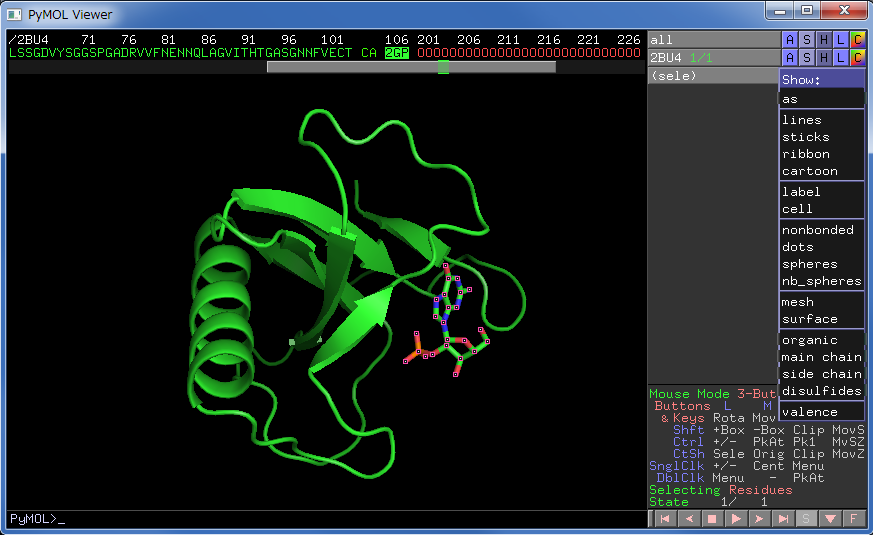 PyMOL Viewer
/2BU4 71 76 81 86 91 96 101 106 201 206 211 216 221 226
LSSGDVYSGGSPGADRVVFNENNQLAGVITHTGASGNNFVECT CA 2GP OOOOOOOOOOOOOOOOOOOOOOOOOO
all A S H L C
2BU4 1/1 A S H L C
(sele)
Show:
as
lines
sticks
ribbon
cartoon
label
cell
nonbonded
dots
spheres
nb_spheres
mesh
surface
organic
main chain
side chain
disulfides
valence
Mouse Mode 3-But
Buttons L M
& Keys Rota Mov
Shft +Box -Box Clip MovS
Ctrl +/- PkAt Pk1 MvSZ
CtSh Sele Orig Clip MovZ
SnglClk +/- Cent Menu
DblClk Menu - PkAt
Selecting Residues
State 1/ 1
S F
PyMOL>_